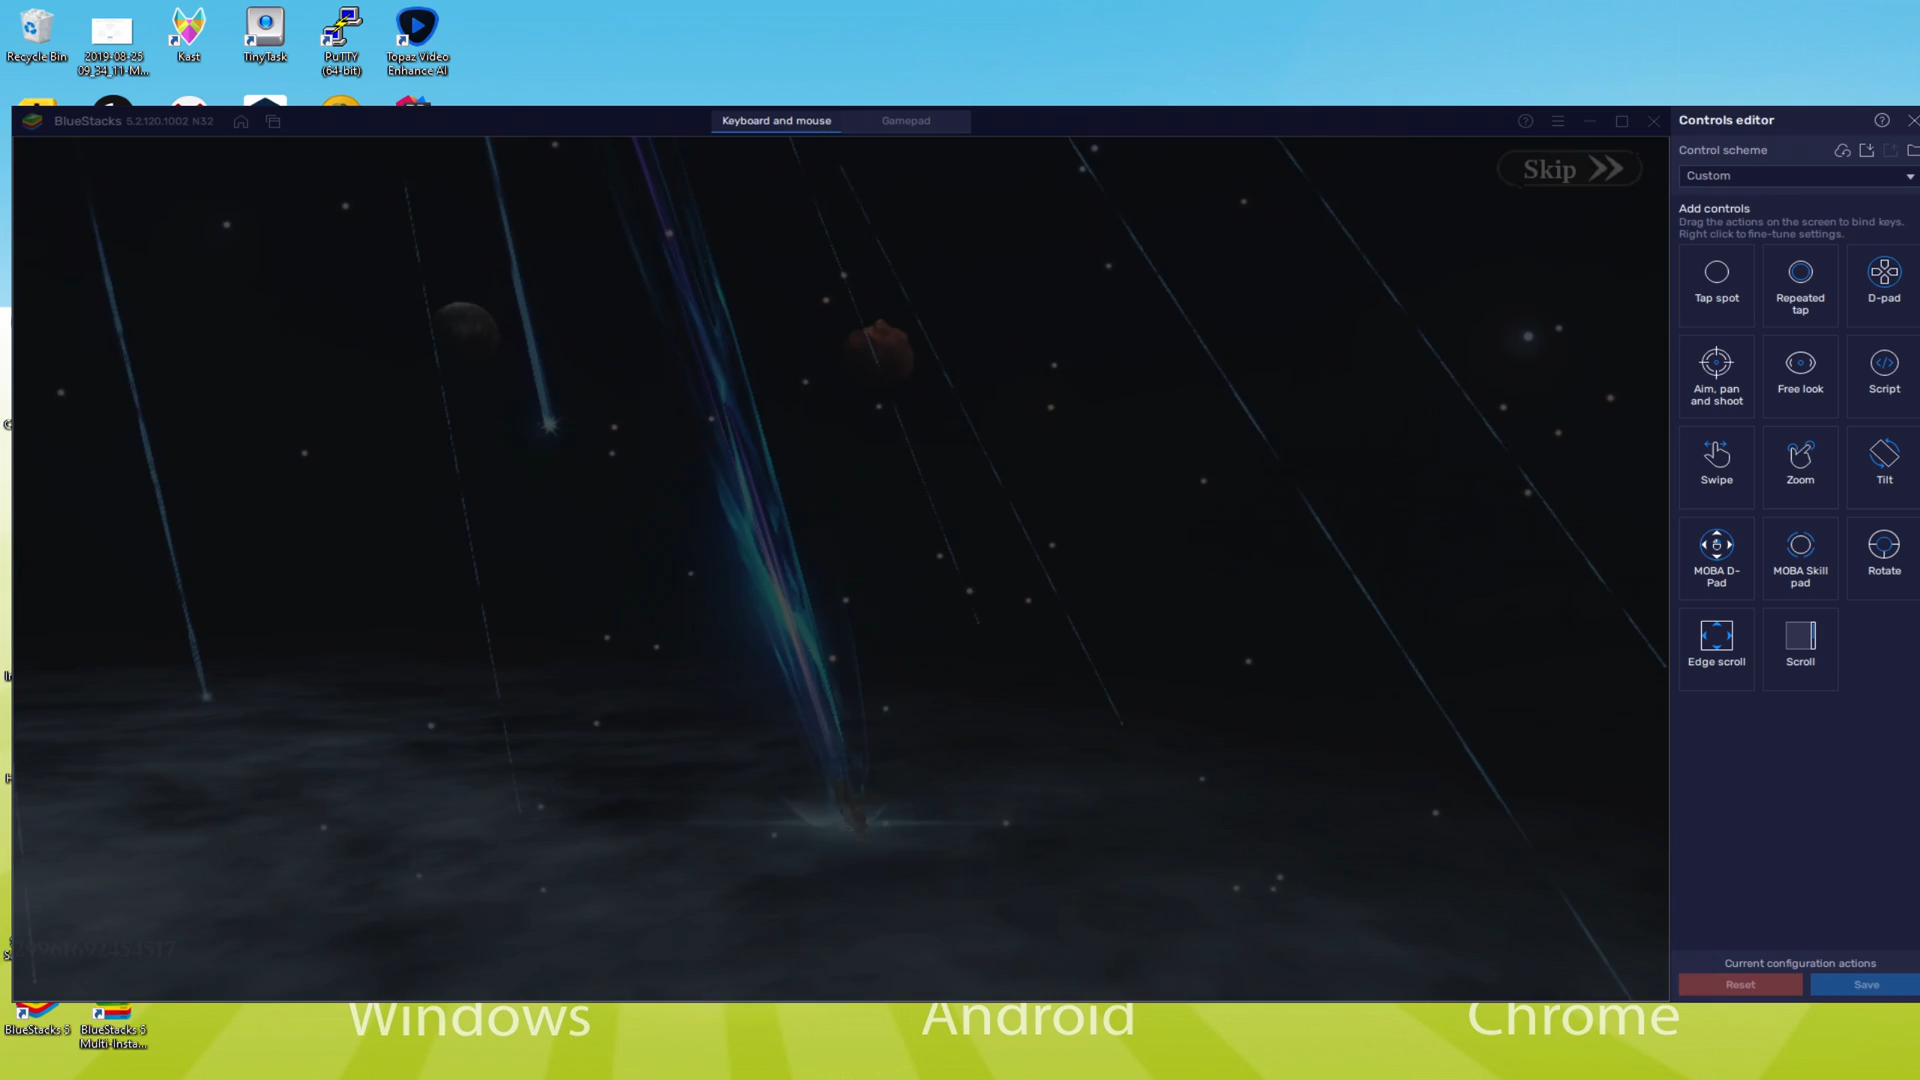 Recycle Bin
2019-08-25
09_34_11-M...
Kast
TinyTask
PuTTY
(64-bit)
Topaz Video
Enhance AI
BlueStacks 5.2.120.1002 N32
Keyboard and mouse
Gamepad
Controls editor
Skip
Control scheme
Custom
Add controls
Drag the actions on the screen to bind keys.
Right click to fine-tune settings.
Tap spot
Repeated
tap
D-pad
Aim, pan
and shoot
Free look
Script
Swipe
Zoom
Tilt
MOBA D-
Pad
MOBA Skill
pad
Rotate
Edge scroll
Scroll
Current configuration actions
Reset
Save
BlueStacks 5
BlueStacks 5
Multi-Insta...
Windows
Android
Chrome